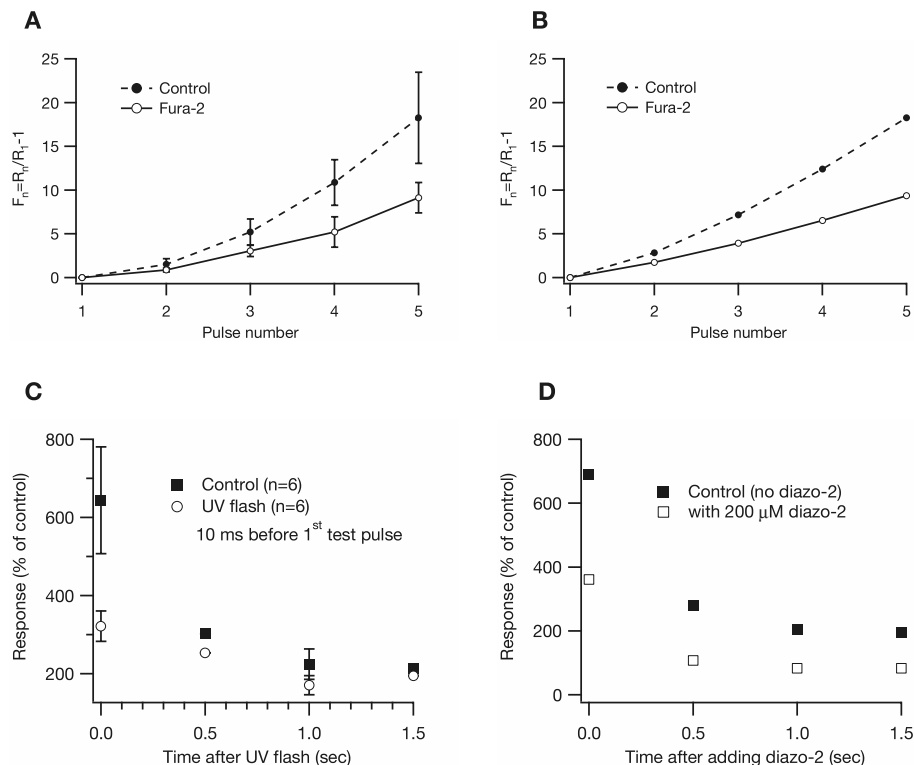 A
25
20
15
10
5
0
Fn=Rn/R1-1
Control
Fura-2
1 2 3 4 5
Pulse number
B
25
20
15
10
5
0
Fn=Rn/R1-1
Control
Fura-2
1 2 3 4 5
Pulse number
C
800
600
400
200
Response (% of control)
Control (n=6)
UV flash (n=6)
10 ms before 1st test pulse
0.0 0.5 1.0 1.5
Time after UV flash (sec)
D
800
600
400
200
0
Response (% of control)
Control (no diazo-2)
with 200 μM diazo-2
0.0 0.5 1.0 1.5
Time after adding diazo-2 (sec)